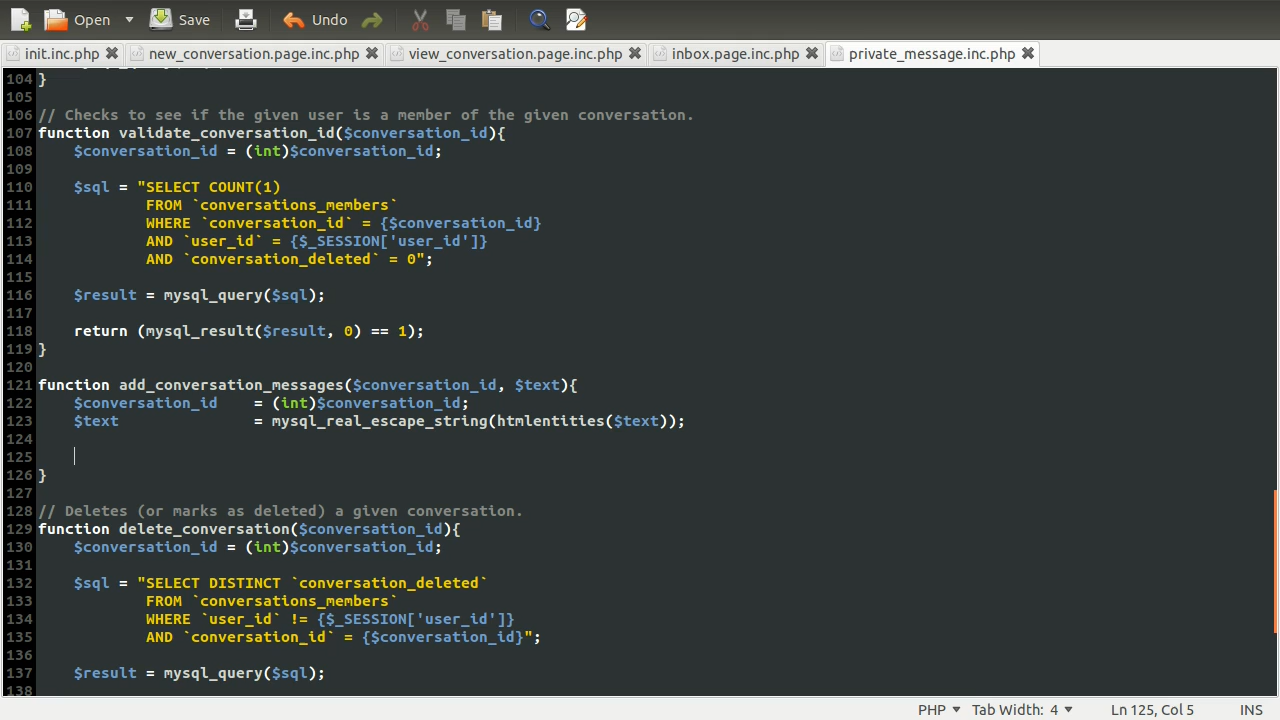 Open Save Undo
init.inc.php new_conversation.page.inc.php view_conversation.page.inc.php inbox.page.inc.php private_message.inc.php
104 }
105
106 // Checks to see if the given user is a member of the given conversation.
107 function validate_conversation_id($conversation_id){
108     $conversation_id = (int)$conversation_id;
109
110     $sql = "SELECT COUNT(1)
111             FROM `conversations_members`
112             WHERE `conversation_id` = {$conversation_id}
113             AND `user_id` = {$_SESSION['user_id']}
114             AND `conversation_deleted` = 0";
115
116     $result = mysql_query($sql);
117
118     return (mysql_result($result, 0) == 1);
119 }
120
121 function add_conversation_messages($conversation_id, $text){
122     $conversation_id    = (int)$conversation_id;
123     $text               = mysql_real_escape_string(htmlentities($text));
124
125
126 }
127
128 // Deletes (or marks as deleted) a given conversation.
129 function delete_conversation($conversation_id){
130     $conversation_id = (int)$conversation_id;
131
132     $sql = "SELECT DISTINCT `conversation_deleted`
133             FROM `conversations_members`
134             WHERE `user_id` != {$_SESSION['user_id']}
135             AND `conversation_id` = {$conversation_id}";
136
137     $result = mysql_query($sql);
138
PHP Tab Width: 4 Ln 125, Col 5 INS